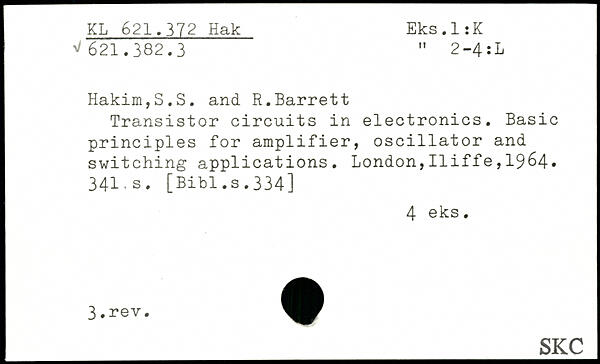 KL 621.372 Hak
Eks.1:K
√ 621.382.3
" 2-4:L
Hakim,S.S. and R.Barrett
Transistor circuits in electronics. Basic
principles for amplifier, oscillator and
switching applications. London,Iliffe,1964.
341.s. [Bibl.s.334]
4 eks.
3.rev.
SKC